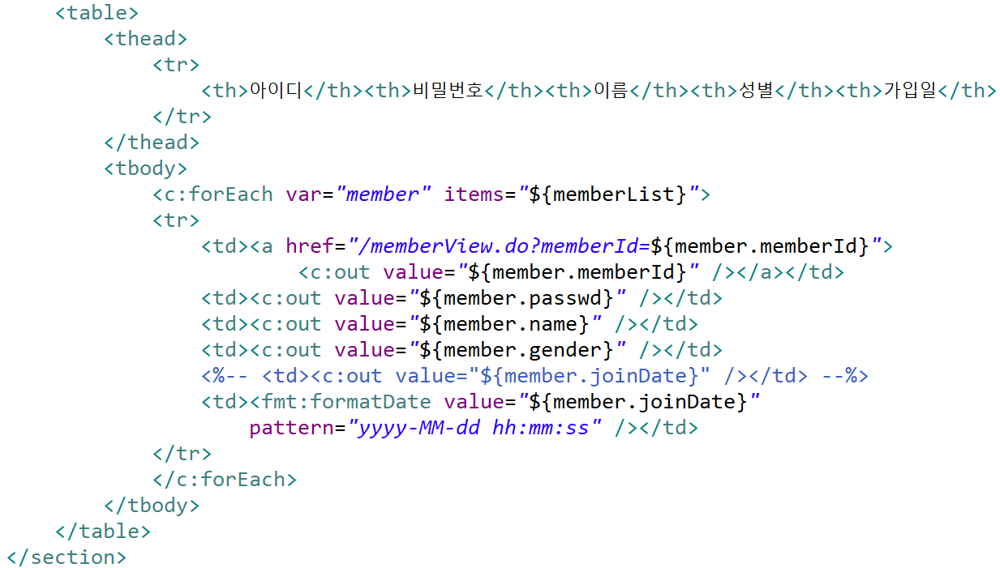 <table>
<thead>
<tr>
<th>아이디</th><th>비밀번호</th><th>이름</th><th>성별</th><th>가입일</th>
</tr>
</thead>
<tbody>
<c:forEach var="member" items="${memberList}">
<tr>
<td><a href="/memberView.do?memberId=${member.memberId}">
<c:out value="${member.memberId}" /></a></td>
<td><c:out value="${member.passwd}" /></td>
<td><c:out value="${member.name}" /></td>
<td><c:out value="${member.gender}" /></td>
<%-- <td><c:out value="${member.joinDate}" /></td> --%>
<td><fmt:formatDate value="${member.joinDate}"
pattern="yyyy-MM-dd hh:mm:ss" /></td>
</tr>
</c:forEach>
</tbody>
</table>
</section>